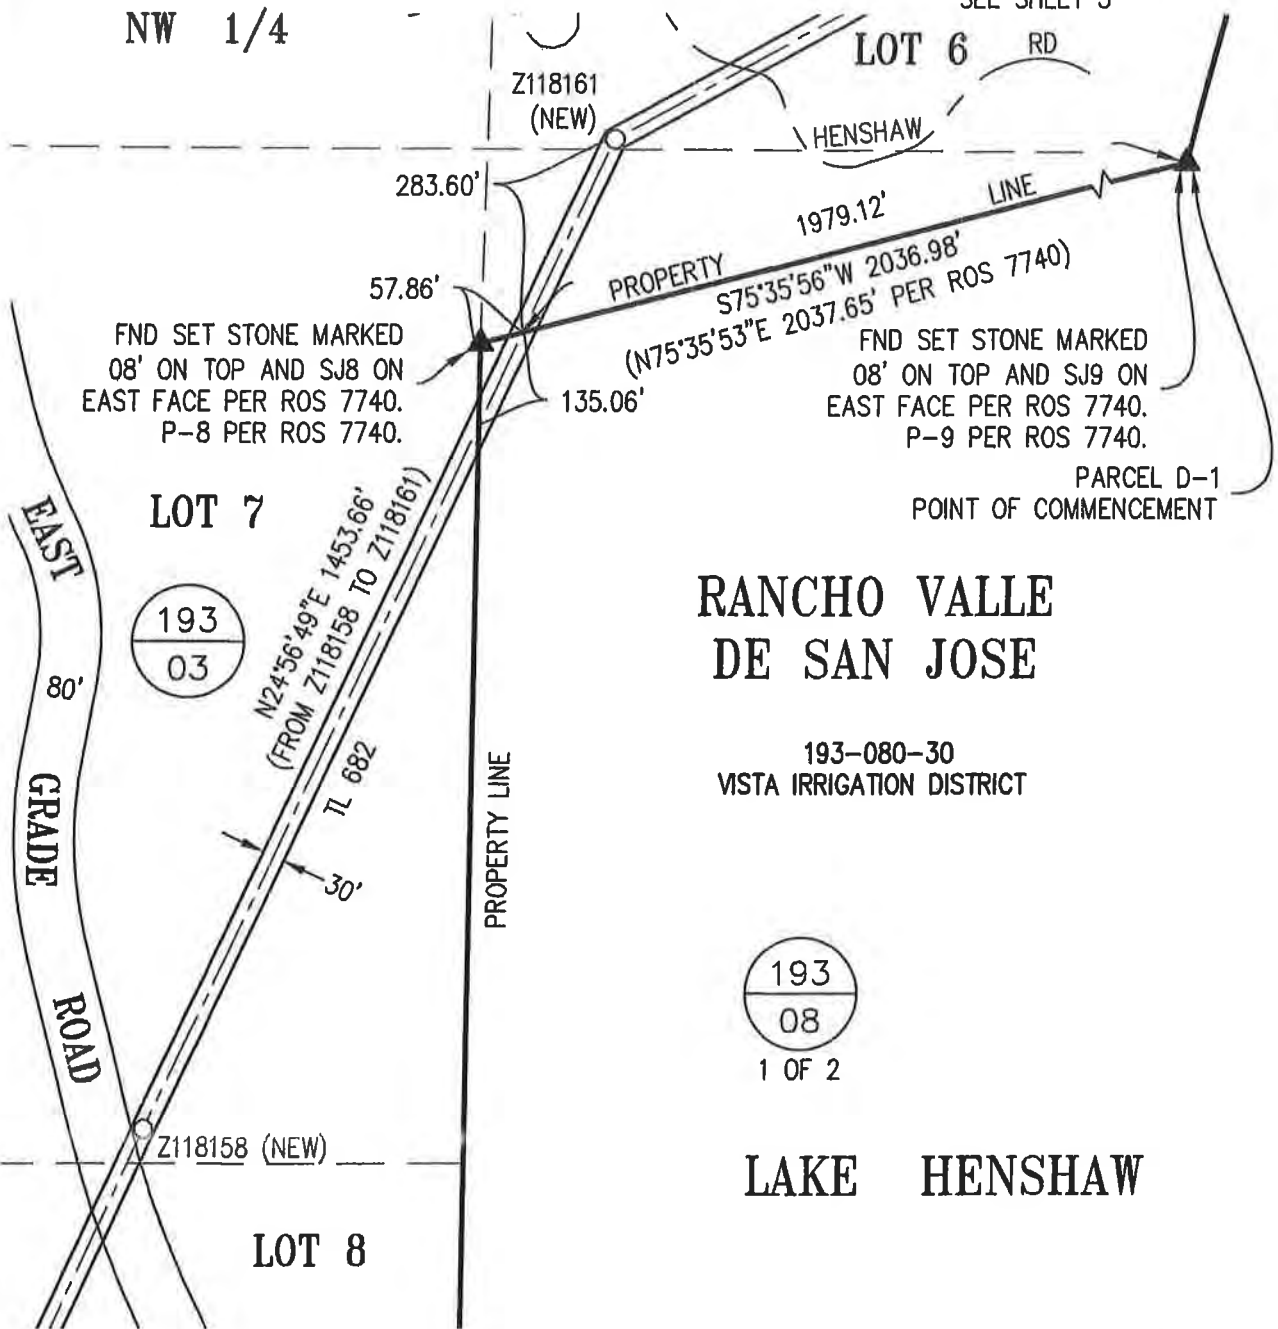 SEE SHEET 3
NW 1/4
LOT 6
RD
Z118161
(NEW)
HENSHAW
283.60'
1979.12'
LINE
PROPERTY
S75°35'56"W 2036.98'
(N75°35'53"E 2037.65' PER ROS 7740)
57.86'
FND SET STONE MARKED
08' ON TOP AND SJ8 ON
EAST FACE PER ROS 7740.
P-8 PER ROS 7740.
FND SET STONE MARKED
08' ON TOP AND SJ9 ON
EAST FACE PER ROS 7740.
P-9 PER ROS 7740.
135.06'
PARCEL D-1
POINT OF COMMENCEMENT
LOT 7
EAST
GRADE
ROAD
80'
193
03
N24°56'49"E 1453.66'
(FROM Z118158 TO Z118161)
TL 682
30'
PROPERTY LINE
RANCHO VALLE
DE SAN JOSE
193-080-30
VISTA IRRIGATION DISTRICT
193
08
1 OF 2
Z118158 (NEW)
LAKE HENSHAW
LOT 8